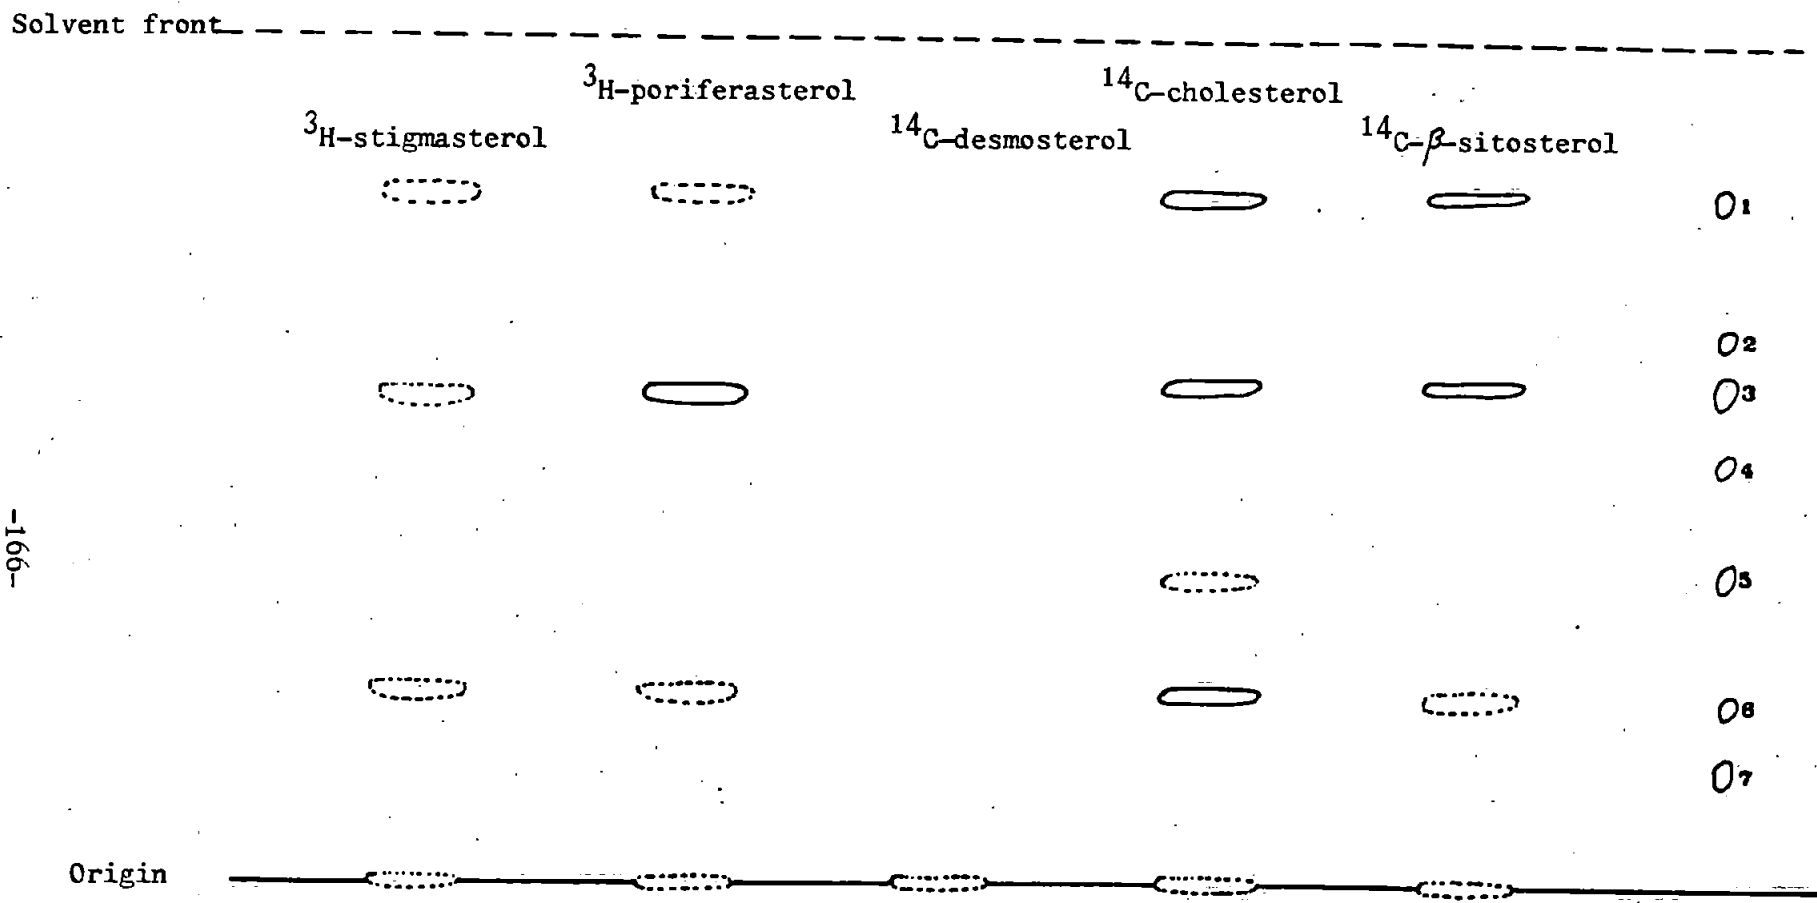 Solvent front
³H-poriferasterol ¹⁴C-cholesterol
³H-stigmasterol ¹⁴C-desmosterol ¹⁴C-β-sitosterol
1
2
3
4
5
6
7
-166-
Origin